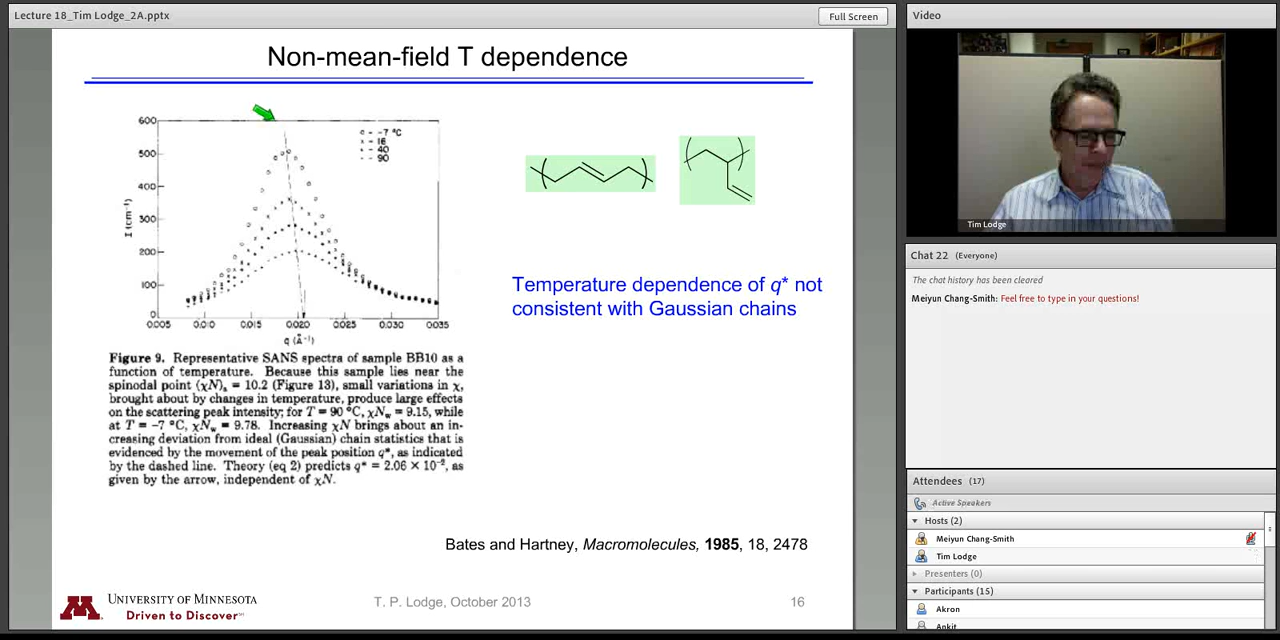 Lecture 18_Tim Lodge_2A.pptx
Full Screen
Non-mean-field T dependence
600
500
400
300
200
100
0
I (cm⁻¹)
o - -7 °C
x - 16
40
90
0.005 0.010 0.015 0.020 0.025 0.030 0.035
q (Å⁻¹)
Temperature dependence of q* not
consistent with Gaussian chains
Figure 9. Representative SANS spectra of sample BB10 as a
function of temperature. Because this sample lies near the
spinodal point (χN)ₛ = 10.2 (Figure 13), small variations in χ,
brought about by changes in temperature, produce large effects
on the scattering peak intensity; for T = 90 °C, χN_w = 9.15, while
at T = -7 °C, χN_w = 9.78. Increasing χN brings about an in-
creasing deviation from ideal (Gaussian) chain statistics that is
evidenced by the movement of the peak position q*, as indicated
by the dashed line. Theory (eq 2) predicts q* = 2.06 × 10⁻², as
given by the arrow, independent of χN.
Bates and Hartney, Macromolecules, 1985, 18, 2478
M
UNIVERSITY OF MINNESOTA
Driven to Discover℠
T. P. Lodge, October 2013
16
Video
Tim Lodge
Chat 22 (Everyone)
The chat history has been cleared
Meiyun Chang-Smith: Feel free to type in your questions!
Attendees (17)
Active Speakers
Hosts (2)
Meiyun Chang-Smith
Tim Lodge
Presenters (0)
Participants (15)
Akron
Ankit